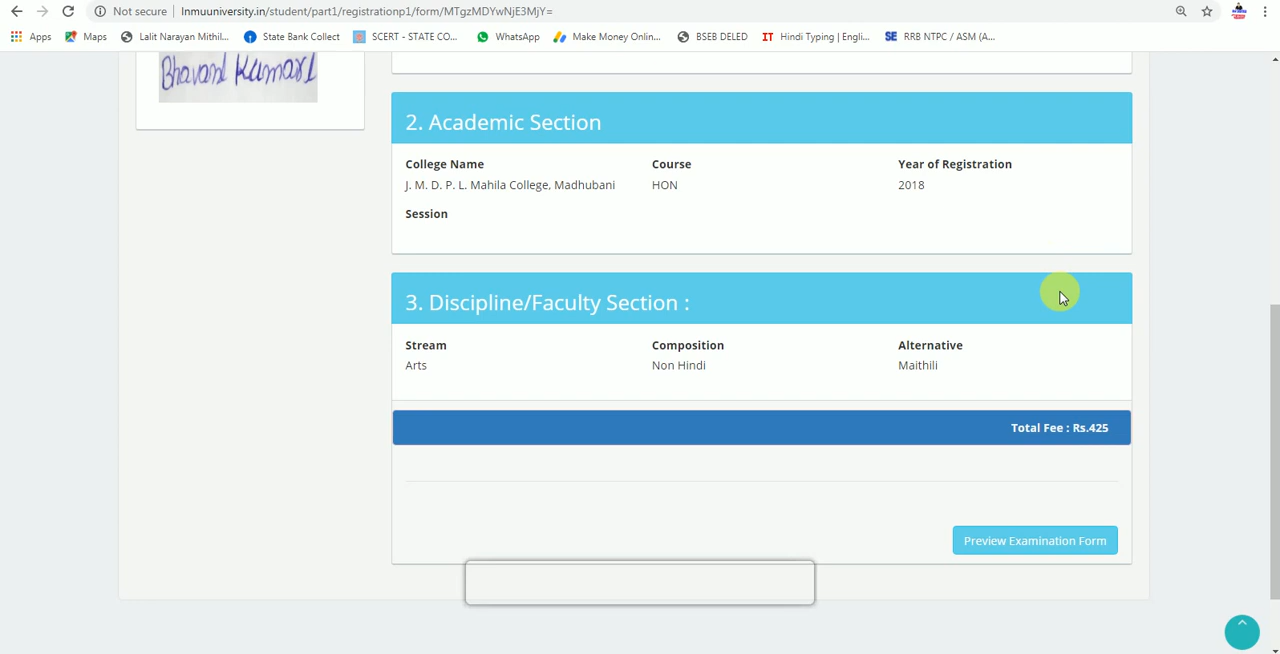 Not secure
lnmuuniversity.in/student/part1/registrationp1/form/MTgzMDYwNjE3MjY=
Apps
Maps
Lalit Narayan Mithil...
State Bank Collect
SCERT - STATE CO...
WhatsApp
Make Money Onlin...
BSEB DELED
IT Hindi Typing | Engli...
SE RRB NTPC / ASM (A...
Bhavani Kumari
2. Academic Section
College Name Course Year of Registration
J. M. D. P. L. Mahila College, Madhubani HON 2018
Session
3. Discipline/Faculty Section :
Stream Composition Alternative
Arts Non Hindi Maithili
Total Fee : Rs.425
Preview Examination Form